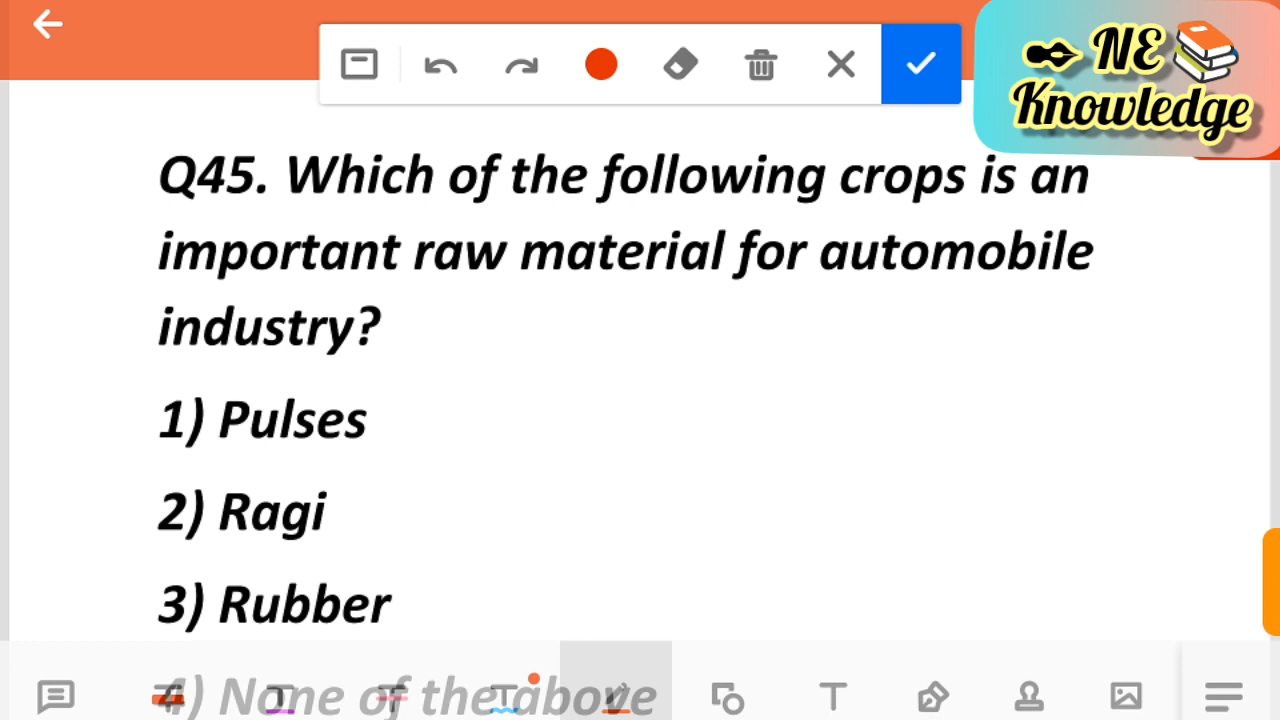 NE
Knowledge
Q45. Which of the following crops is an
important raw material for automobile
industry?
1) Pulses
2) Ragi
3) Rubber
4) None of the above